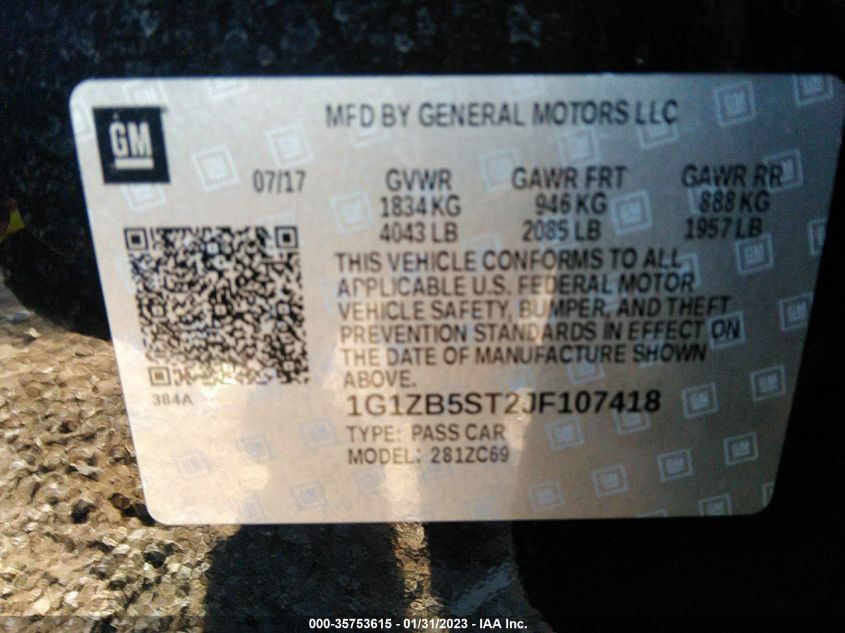 MFD BY GENERAL MOTORS LLC
GM
07/17 GVWR GAWR FRT GAWR RR
1834 KG 946 KG 888 KG
4043 LB 2085 LB 1957 LB
THIS VEHICLE CONFORMS TO ALL
APPLICABLE U.S. FEDERAL MOTOR
VEHICLE SAFETY, BUMPER, AND THEFT
PREVENTION STANDARDS IN EFFECT ON
THE DATE OF MANUFACTURE SHOWN
ABOVE.
384A
1G1ZB5ST2JF107418
TYPE: PASS CAR
MODEL: 281ZC69
000-35753615 - 01/31/2023 - IAA Inc.